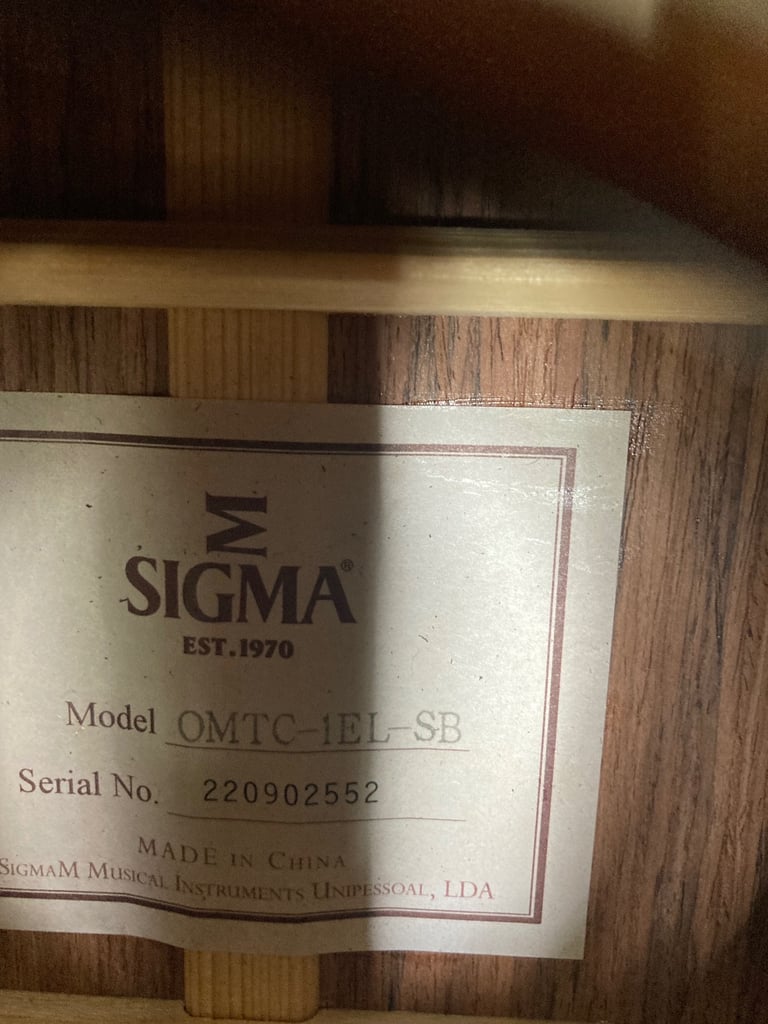 SIGMA®
EST.1970
Model OMTC-1EL-SB
Serial No. 220902552
MADE IN CHINA
SIGMAM MUSICAL INSTRUMENTS UNIPESSOAL, LDA